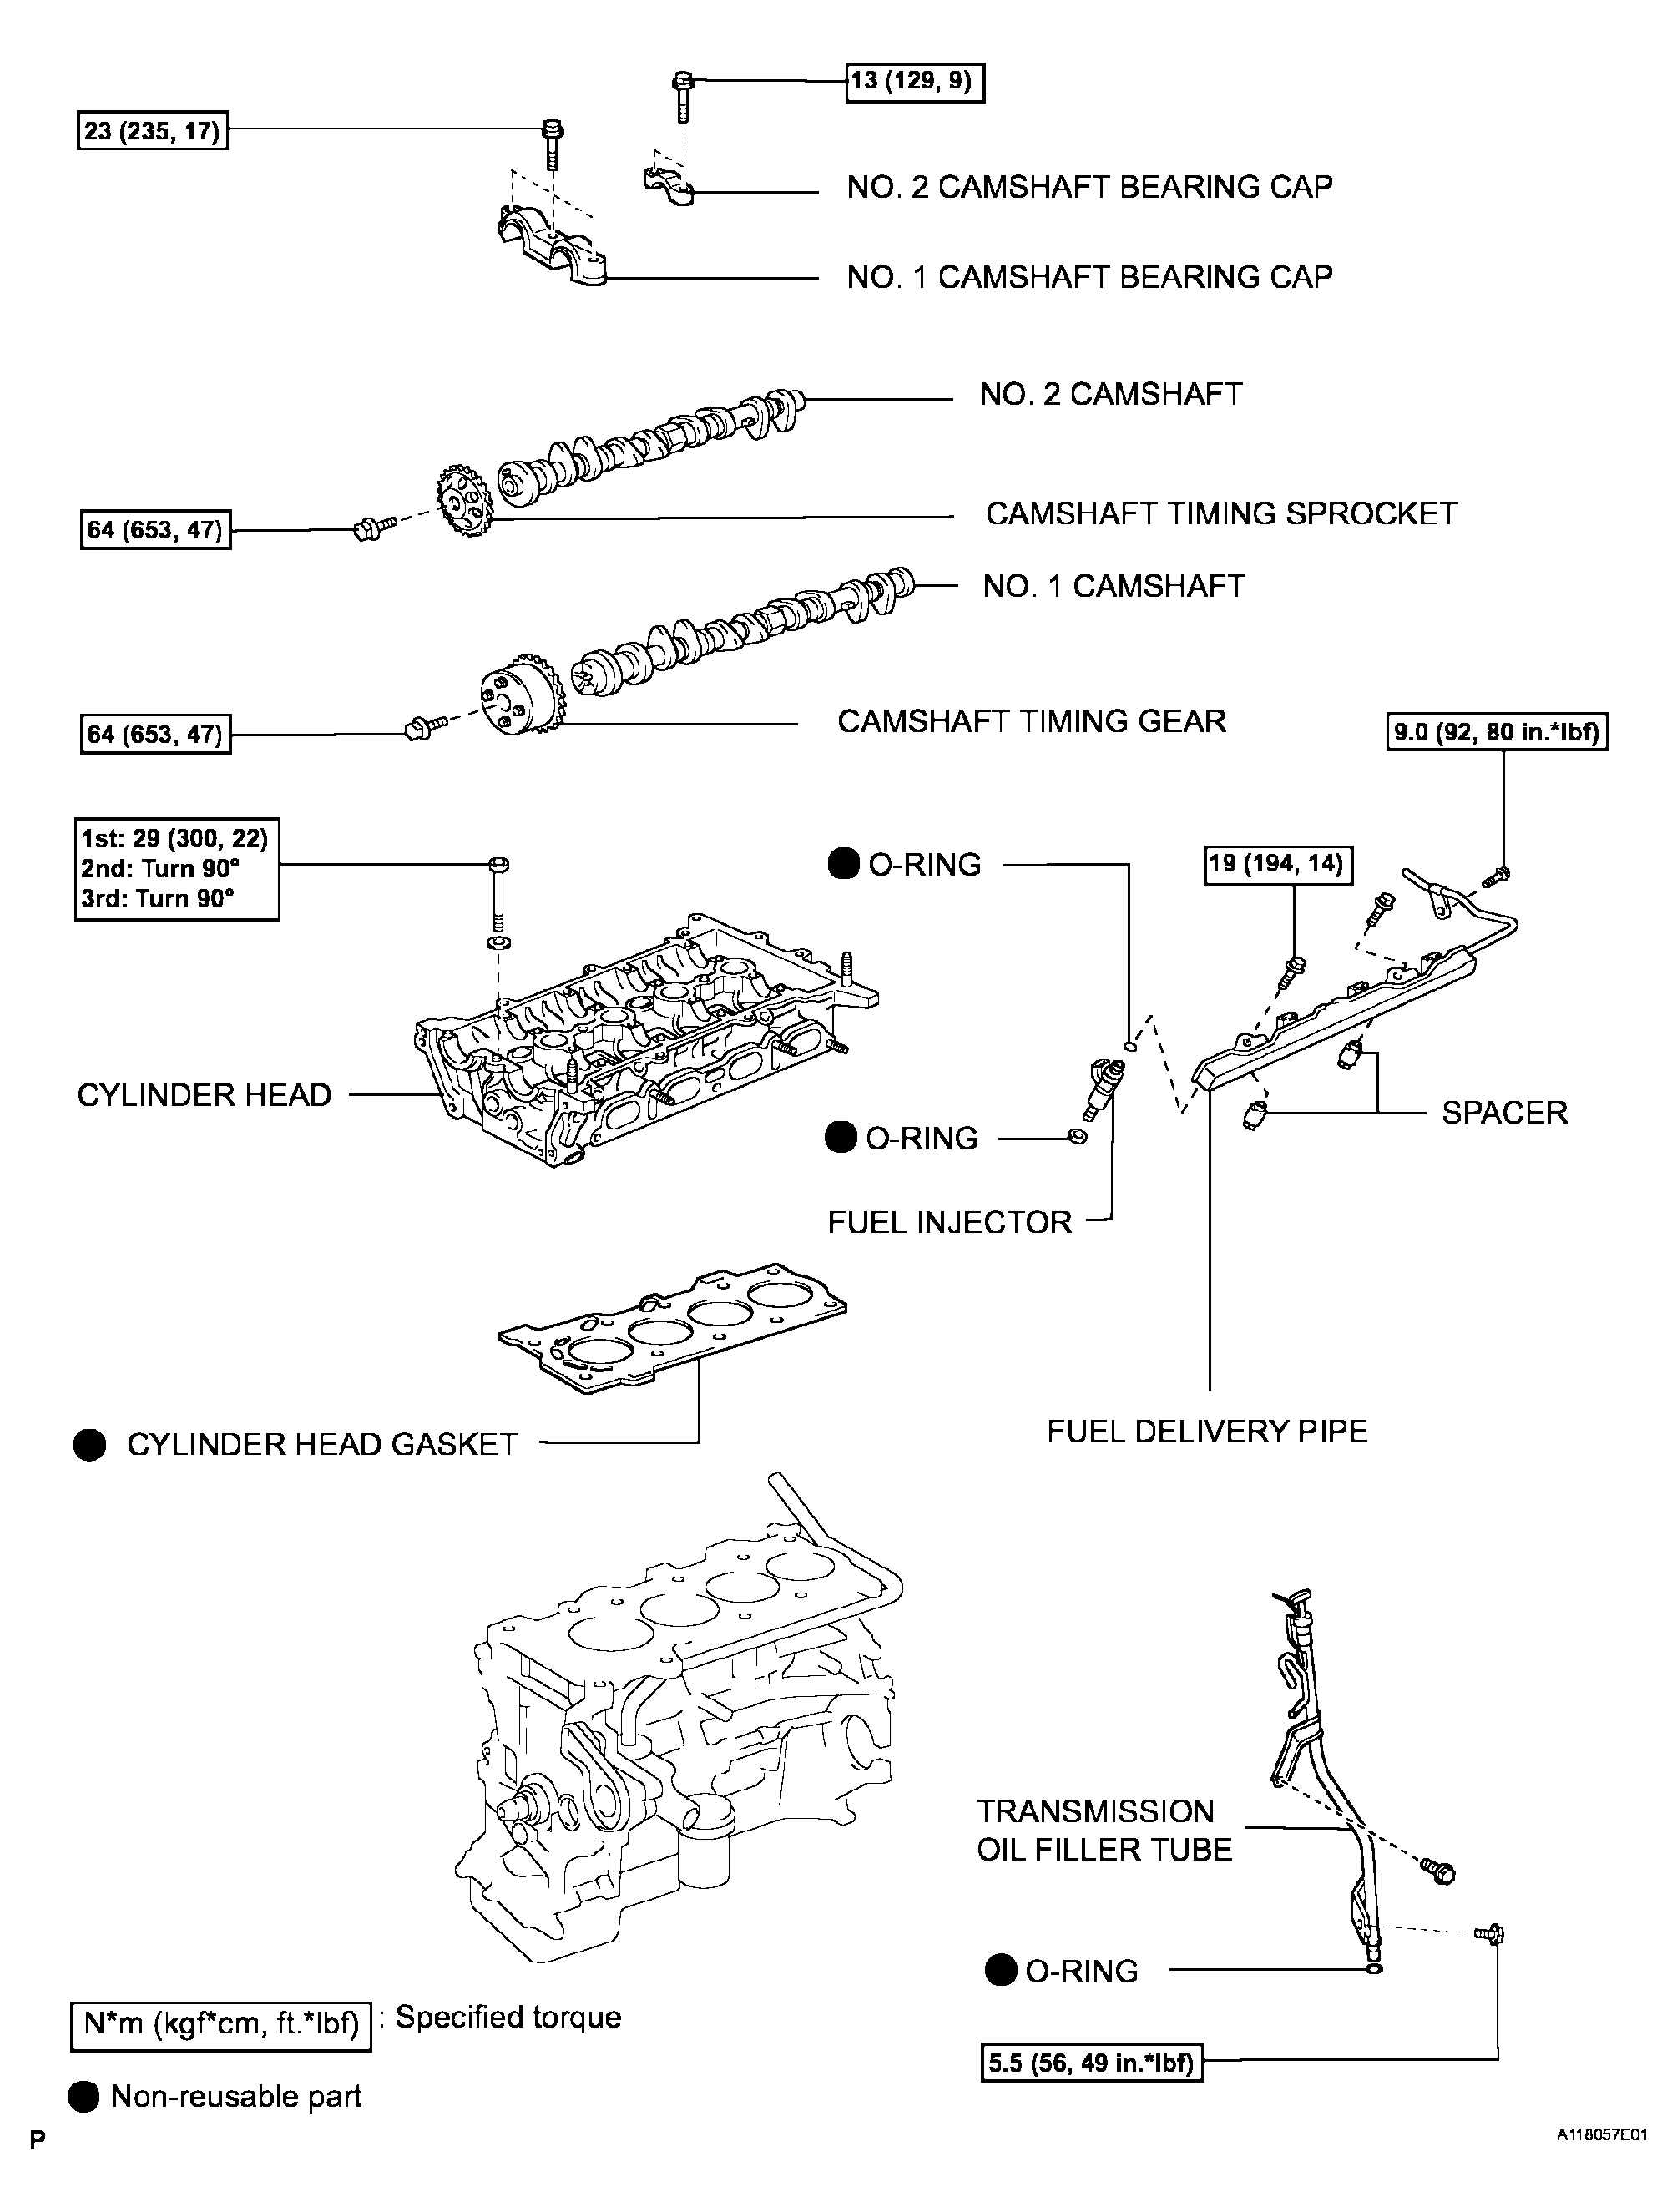 13 (129, 9)
23 (235, 17)
NO. 2 CAMSHAFT BEARING CAP
NO. 1 CAMSHAFT BEARING CAP
NO. 2 CAMSHAFT
CAMSHAFT TIMING SPROCKET
64 (653, 47)
NO. 1 CAMSHAFT
CAMSHAFT TIMING GEAR
64 (653, 47)
9.0 (92, 80 in.*lbf)
1st: 29 (300, 22)
2nd: Turn 90°
3rd: Turn 90°
O-RING
19 (194, 14)
CYLINDER HEAD
SPACER
O-RING
FUEL INJECTOR
FUEL DELIVERY PIPE
CYLINDER HEAD GASKET
TRANSMISSION
OIL FILLER TUBE
O-RING
N*m (kgf*cm, ft.*lbf) : Specified torque
5.5 (56, 49 in.*lbf)
Non-reusable part
P
A118057E01